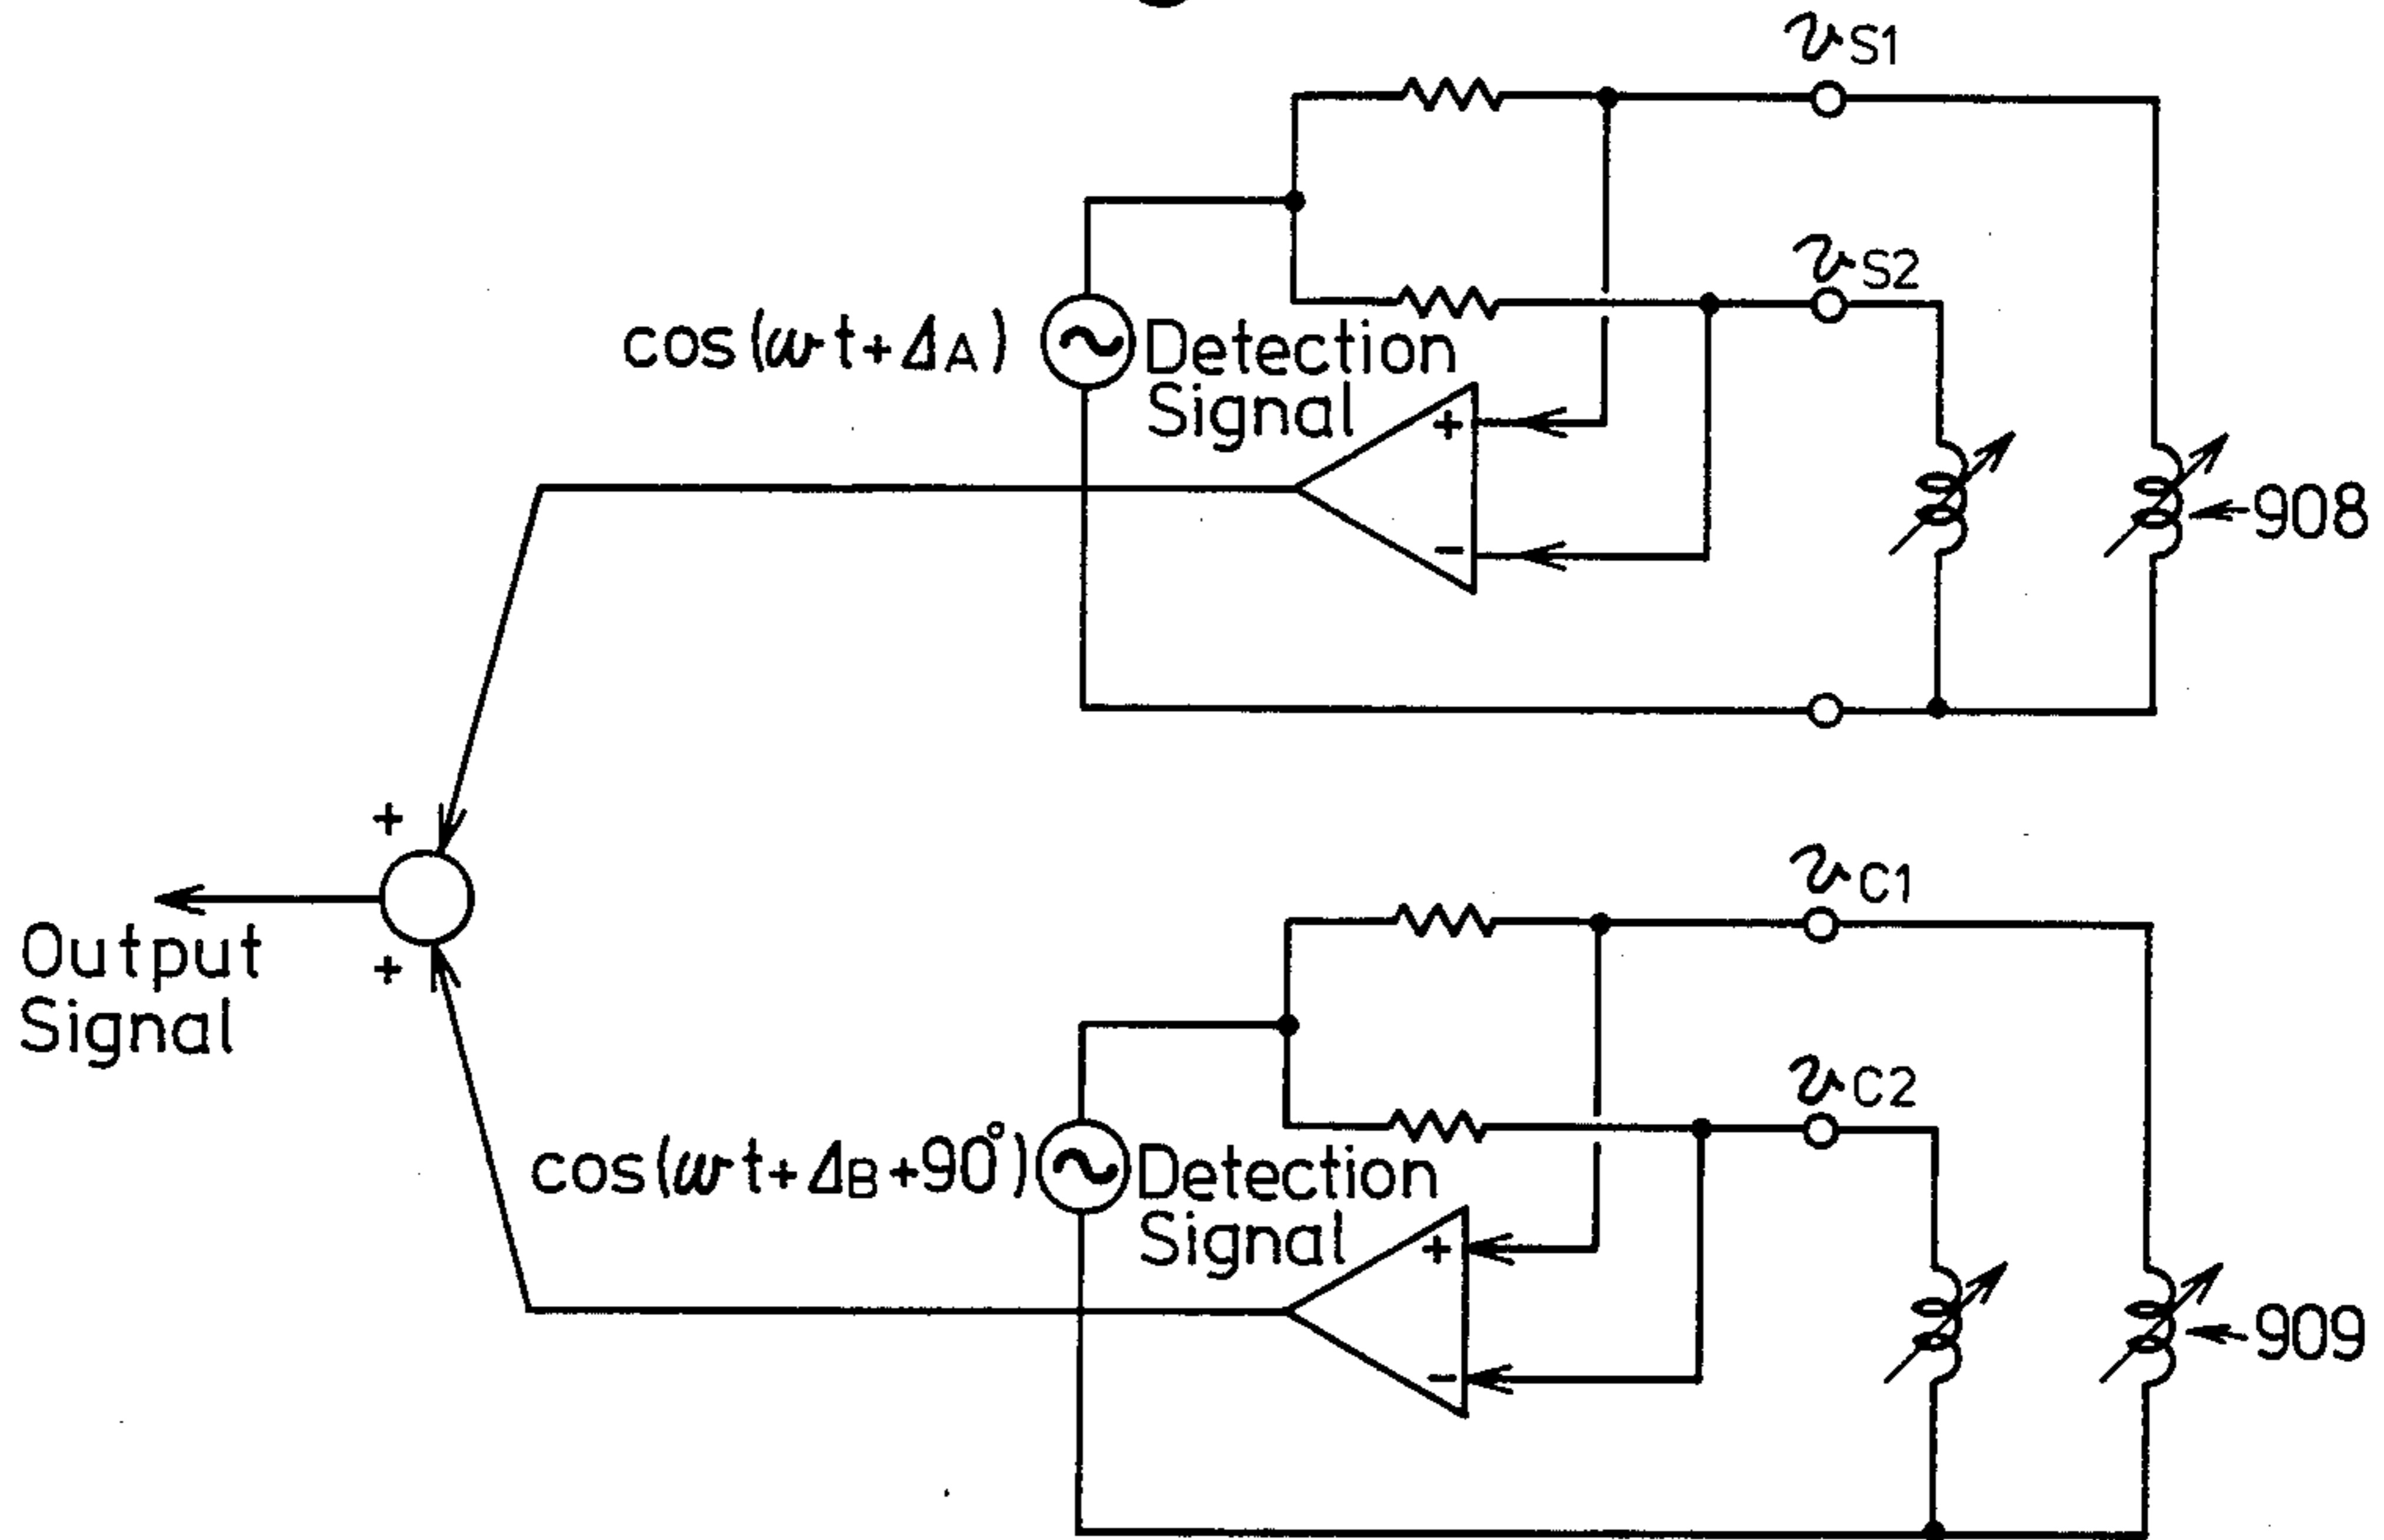 𝑣S1
𝑣S2
cos(ωt+ΔA)
Detection
Signal
+
−
908
+
+
Output
Signal
𝑣C1
𝑣C2
cos(ωt+ΔB+90°)
Detection
Signal
+
−
909